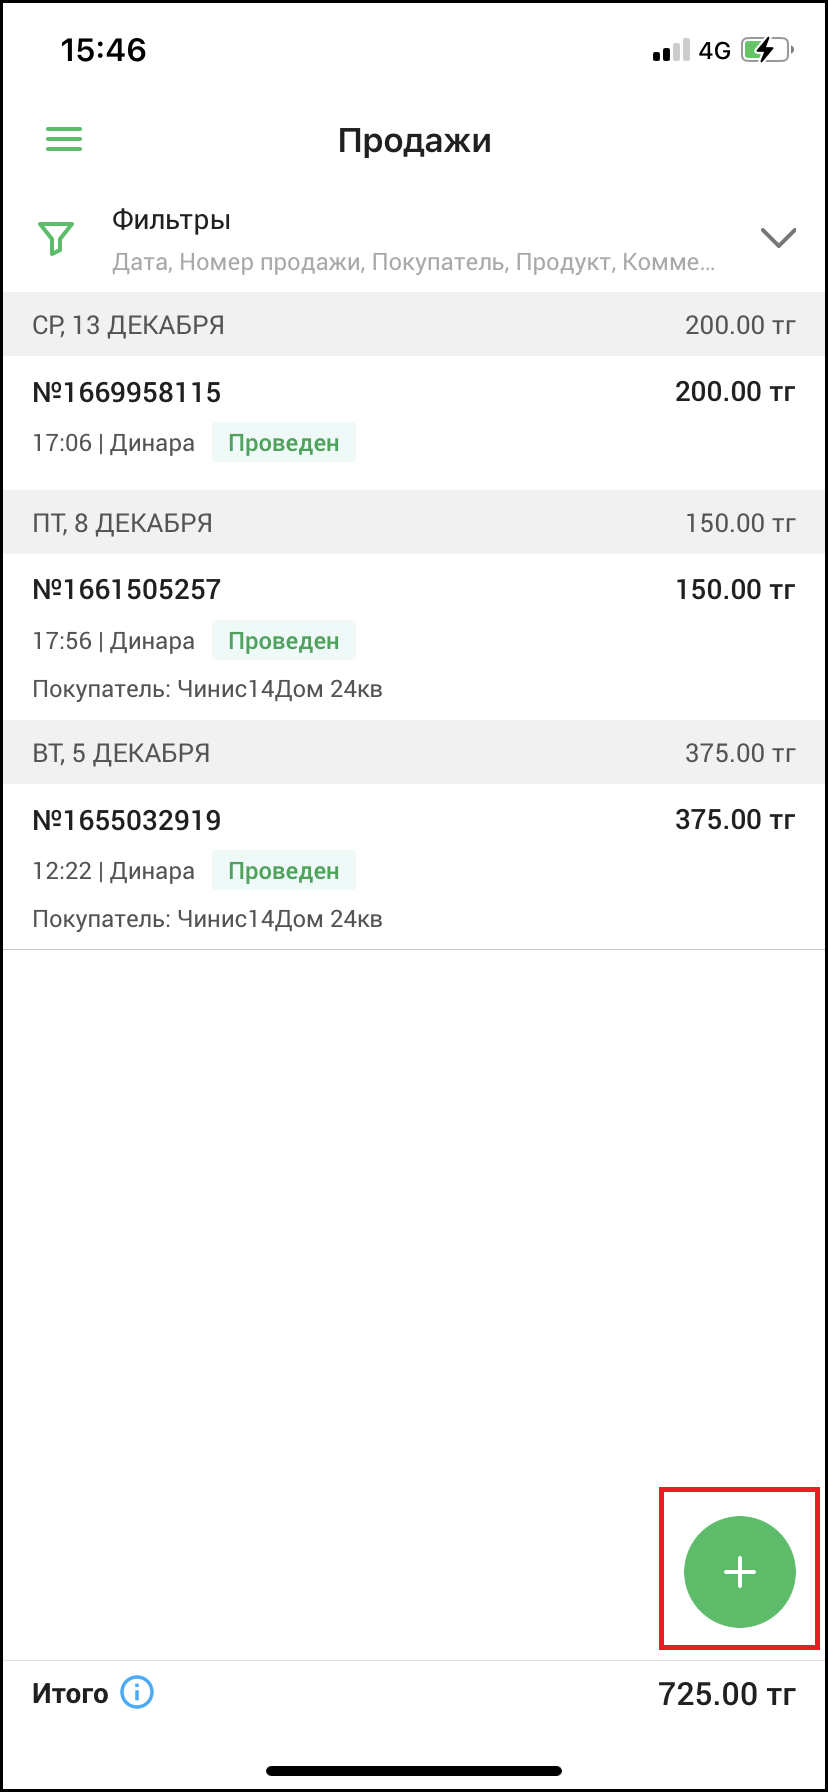 15:46
4G
Продажи
Фильтры
Дата, Номер продажи, Покупатель, Продукт, Комме...
СР, 13 ДЕКАБРЯ 200.00 тг
№1669958115 200.00 тг
17:06 | Динара Проведен
ПТ, 8 ДЕКАБРЯ 150.00 тг
№1661505257 150.00 тг
17:56 | Динара Проведен
Покупатель: Чинис14Дом 24кв
ВТ, 5 ДЕКАБРЯ 375.00 тг
№1655032919 375.00 тг
12:22 | Динара Проведен
Покупатель: Чинис14Дом 24кв
Итого 725.00 тг